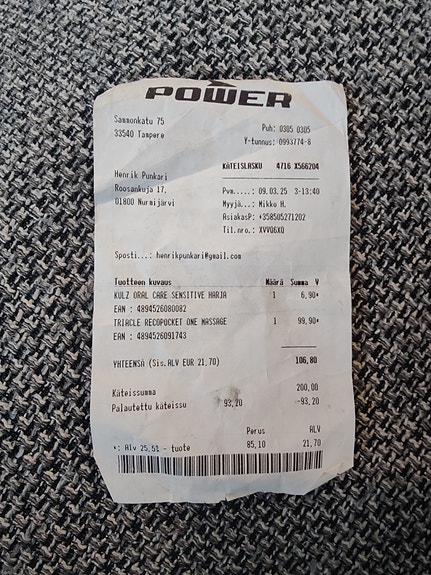 POWER
Sammonkatu 75
33540 Tampere
Puh: 0305 0305
Y-tunnus: 0993774-8
KÄTEISLASKU 4716 X566204
Henrik Punkari
Roosankuja 17,
01800 Nurmijärvi
Pvm.....: 09.03.25 3-13:40
Myyjä..: Mikko H.
AsiakasP: +358505271202
Til.nro.: XVVQ6XQ
Sposti...: henrikpunkari@gmail.com
Tuotteen kuvaus Määrä Summa V
KULZ ORAL CARE SENSITIVE HARJA 1 6,90*
EAN : 4894526080082
TRIACLE RECOPOCKET ONE MASSAGE 1 99,90*
EAN : 4894526091743
YHTEENSÄ (Sis.ALV EUR 21,70) 106,80
Käteissumma 200,00
Palautettu käteissu 93,20 -93,20
Perus ALV
*: Alv 25,5% - tuote 85,10 21,70